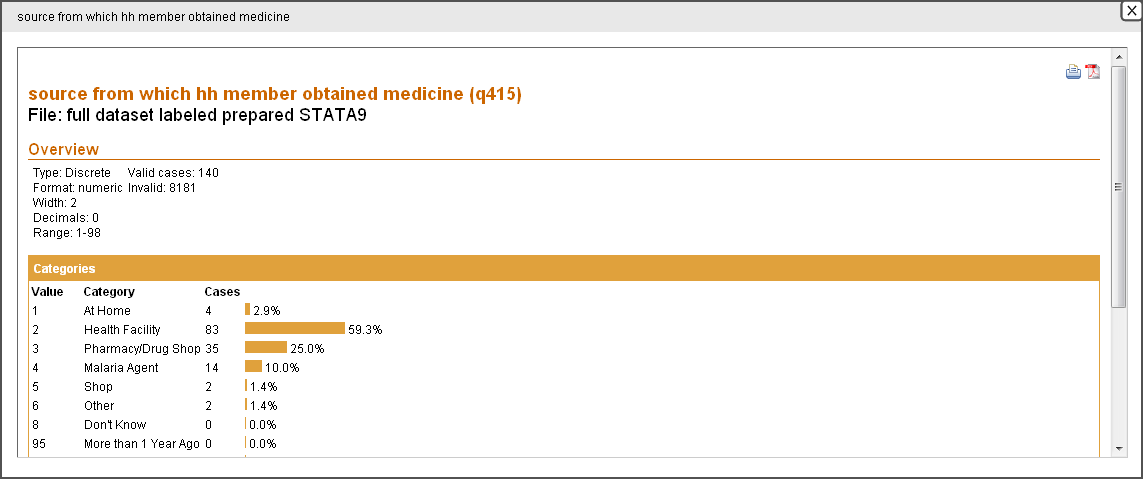 source from which hh member obtained medicine
source from which hh member obtained medicine (q415)
File: full dataset labeled prepared STATA9
Overview
Type: Discrete Valid cases: 140
Format: numeric Invalid: 8181
Width: 2
Decimals: 0
Range: 1-98
Categories
Value Category Cases
1 At Home 4 2.9%
2 Health Facility 83 59.3%
3 Pharmacy/Drug Shop 35 25.0%
4 Malaria Agent 14 10.0%
5 Shop 2 1.4%
6 Other 2 1.4%
8 Don't Know 0 0.0%
95 More than 1 Year Ago 0 0.0%